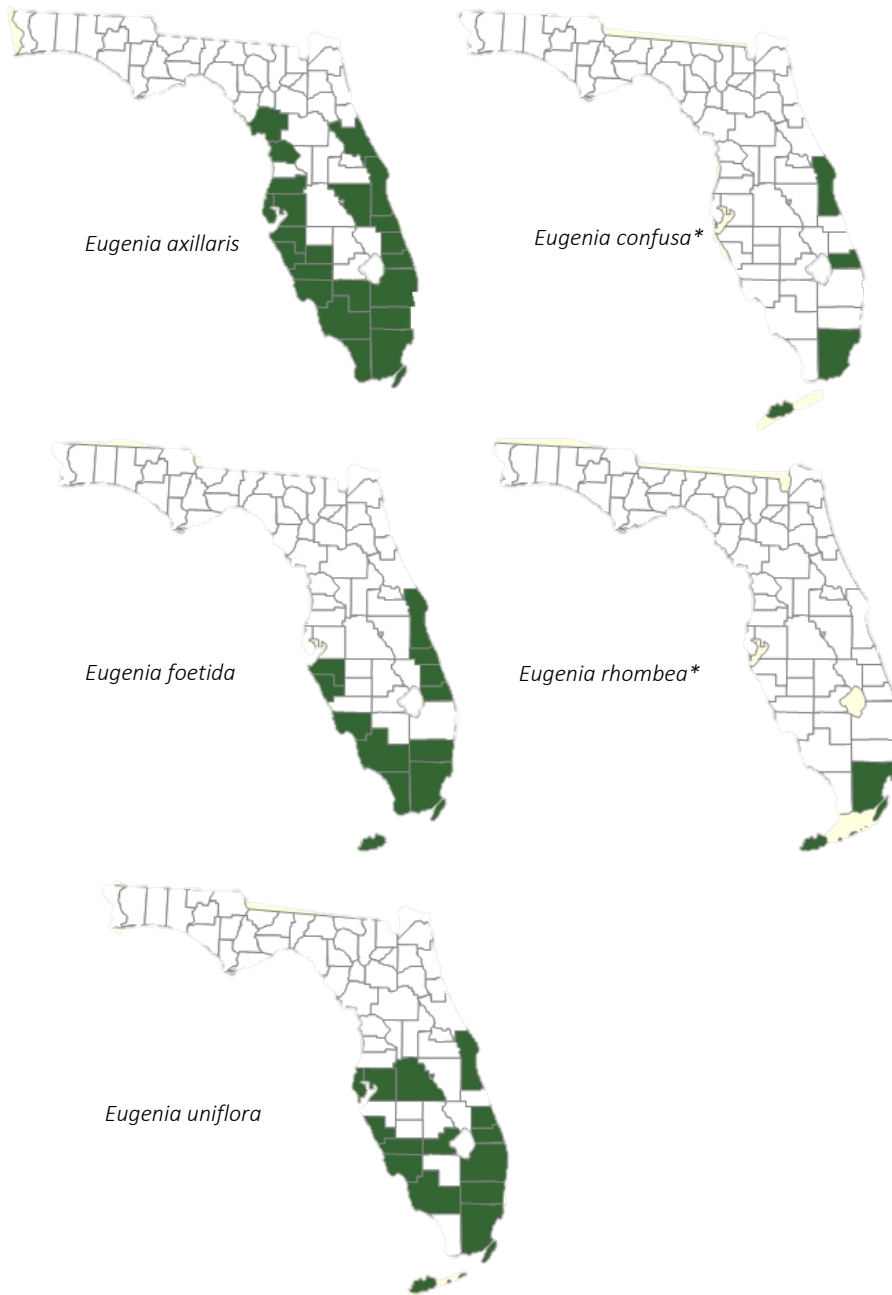 Eugenia axillaris
Eugenia confusa*
Eugenia foetida
Eugenia rhombea*
Eugenia uniflora